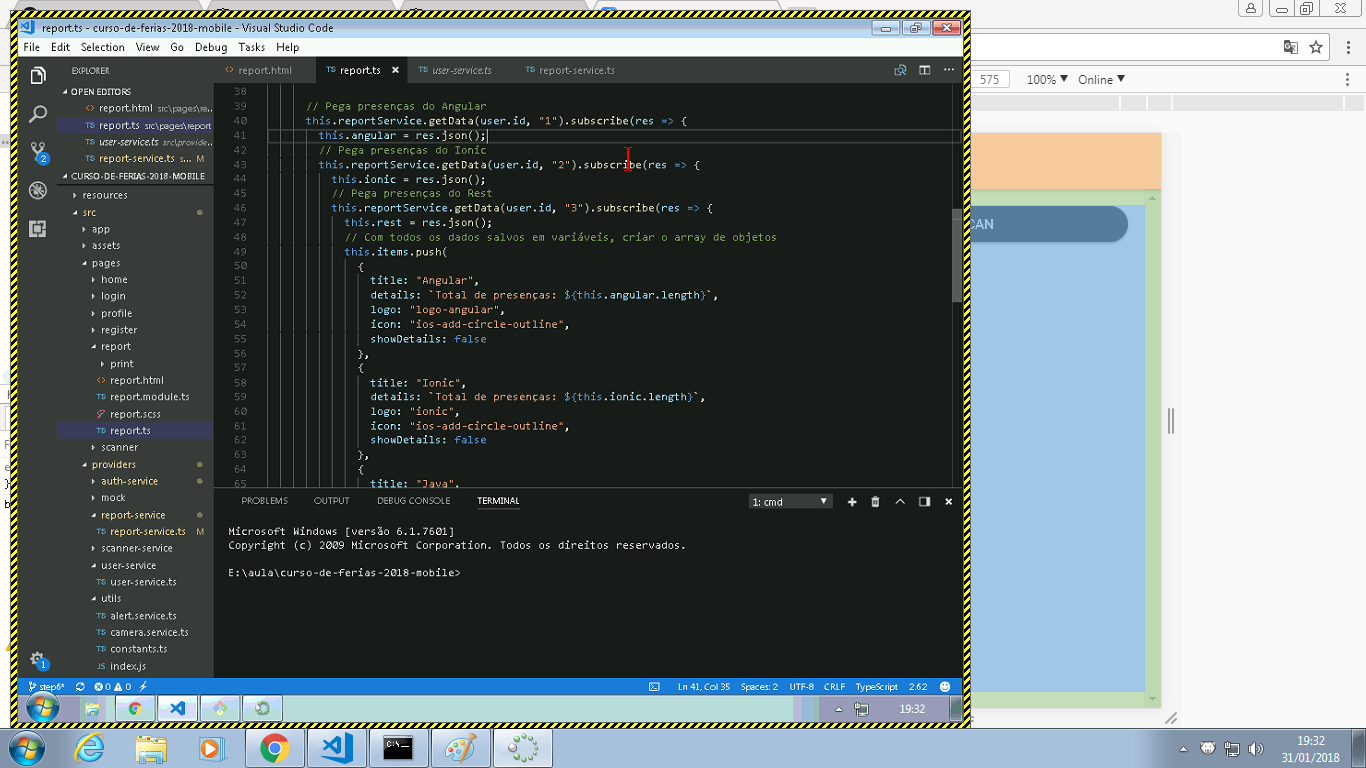 report.ts - curso-de-ferias-2018-mobile - Visual Studio Code
File Edit Selection View Go Debug Tasks Help
575 100% Online
EXPLORER
OPEN EDITORS
report.html src\pages\re...
TS report.ts src\pages\report
TS user-service.ts src\provide...
TS report-service.ts s... M
CURSO-DE-FERIAS-2018-MOBILE
resources
src
app
assets
pages
home
login
profile
register
report
print
report.html
TS report.module.ts
report.scss
TS report.ts
scanner
providers
auth-service
mock
report-service
TS report-service.ts M
scanner-service
user-service
TS user-service.ts
utils
TS alert.service.ts
TS camera.service.ts
TS constants.ts
JS index.js
2
1
report.html TS report.ts TS user-service.ts TS report-service.ts
38
39 // Pega presenças do Angular
40 this.reportService.getData(user.id, "1").subscribe(res => {
41 this.angular = res.json();
42 // Pega presenças do Ionic
43 this.reportService.getData(user.id, "2").subscribe(res => {
44 this.ionic = res.json();
45 // Pega presenças do Rest
46 this.reportService.getData(user.id, "3").subscribe(res => {
47 this.rest = res.json();
48 // Com todos os dados salvos em variáveis, criar o array de objetos
49 this.items.push(
50 {
51 title: "Angular",
52 details: `Total de presenças: ${this.angular.length}`,
53 logo: "logo-angular",
54 icon: "ios-add-circle-outline",
55 showDetails: false
56 },
57 {
58 title: "Ionic",
59 details: `Total de presenças: ${this.ionic.length}`,
60 logo: "ionic",
61 icon: "ios-add-circle-outline",
62 showDetails: false
63 },
64 {
65 title: "Java",
PROBLEMS OUTPUT DEBUG CONSOLE TERMINAL 1: cmd
Microsoft Windows [versão 6.1.7601]
Copyright (c) 2009 Microsoft Corporation. Todos os direitos reservados.
E:\aula\curso-de-ferias-2018-mobile>
step6* 0 0 Ln 41, Col 35 Spaces: 2 UTF-8 CRLF TypeScript 2.6.2
19:32
CAN
19:32
31/01/2018